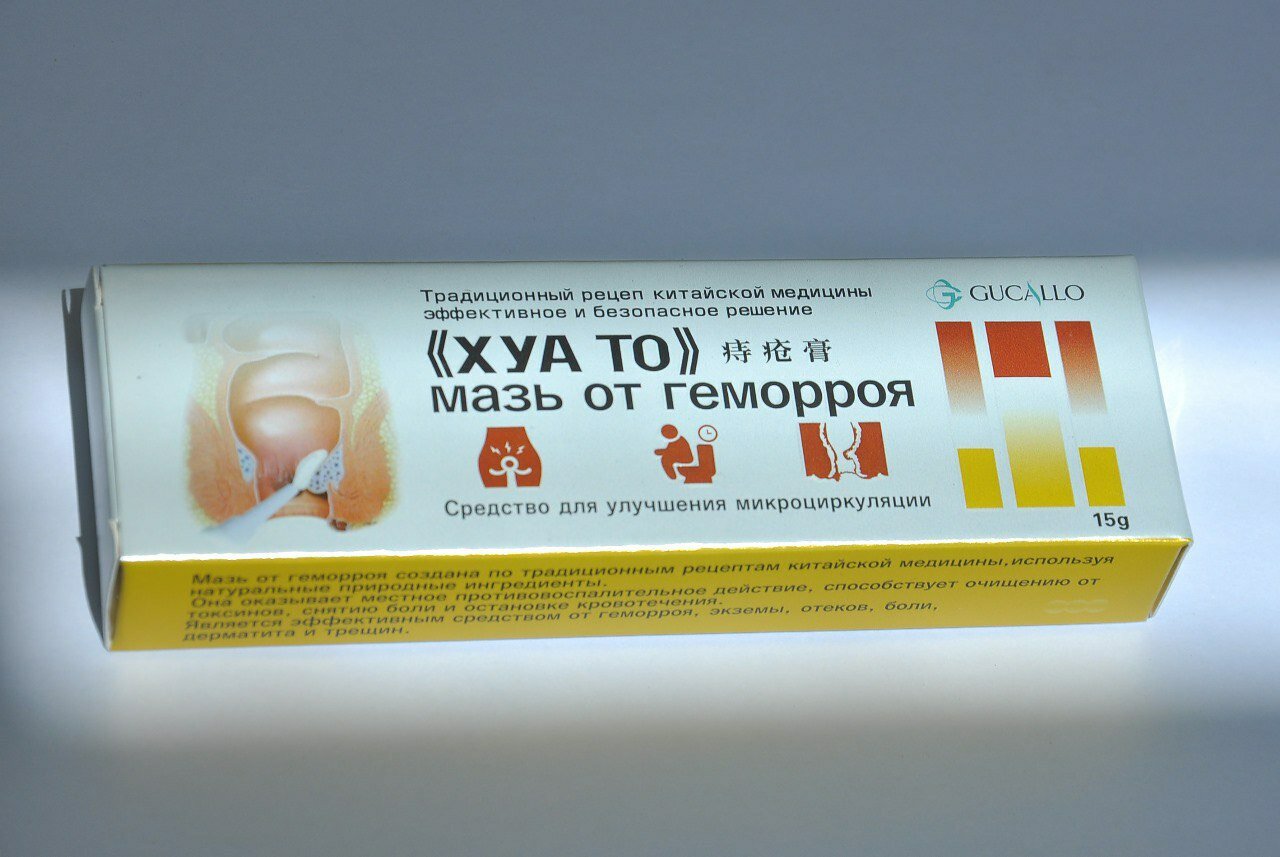 Традиционный рецеп китайской медицины
эффективное и безопасное решение
GUCALLO
《ХУА ТО》 痔疮膏
мазь от геморроя
Средство для улучшения микроциркуляции
15g
Мазь от геморроя создана по традиционным рецептам китайской медицины,используя
натуральные природные ингредиенты.
Она оказывает местное противовоспалительное действие, способствует очищению от
токсинов, снятию боли и остановке кровотечения.
Является эффективным средством от геморроя, экземы, отеков, боли,
дерматита и трещин.